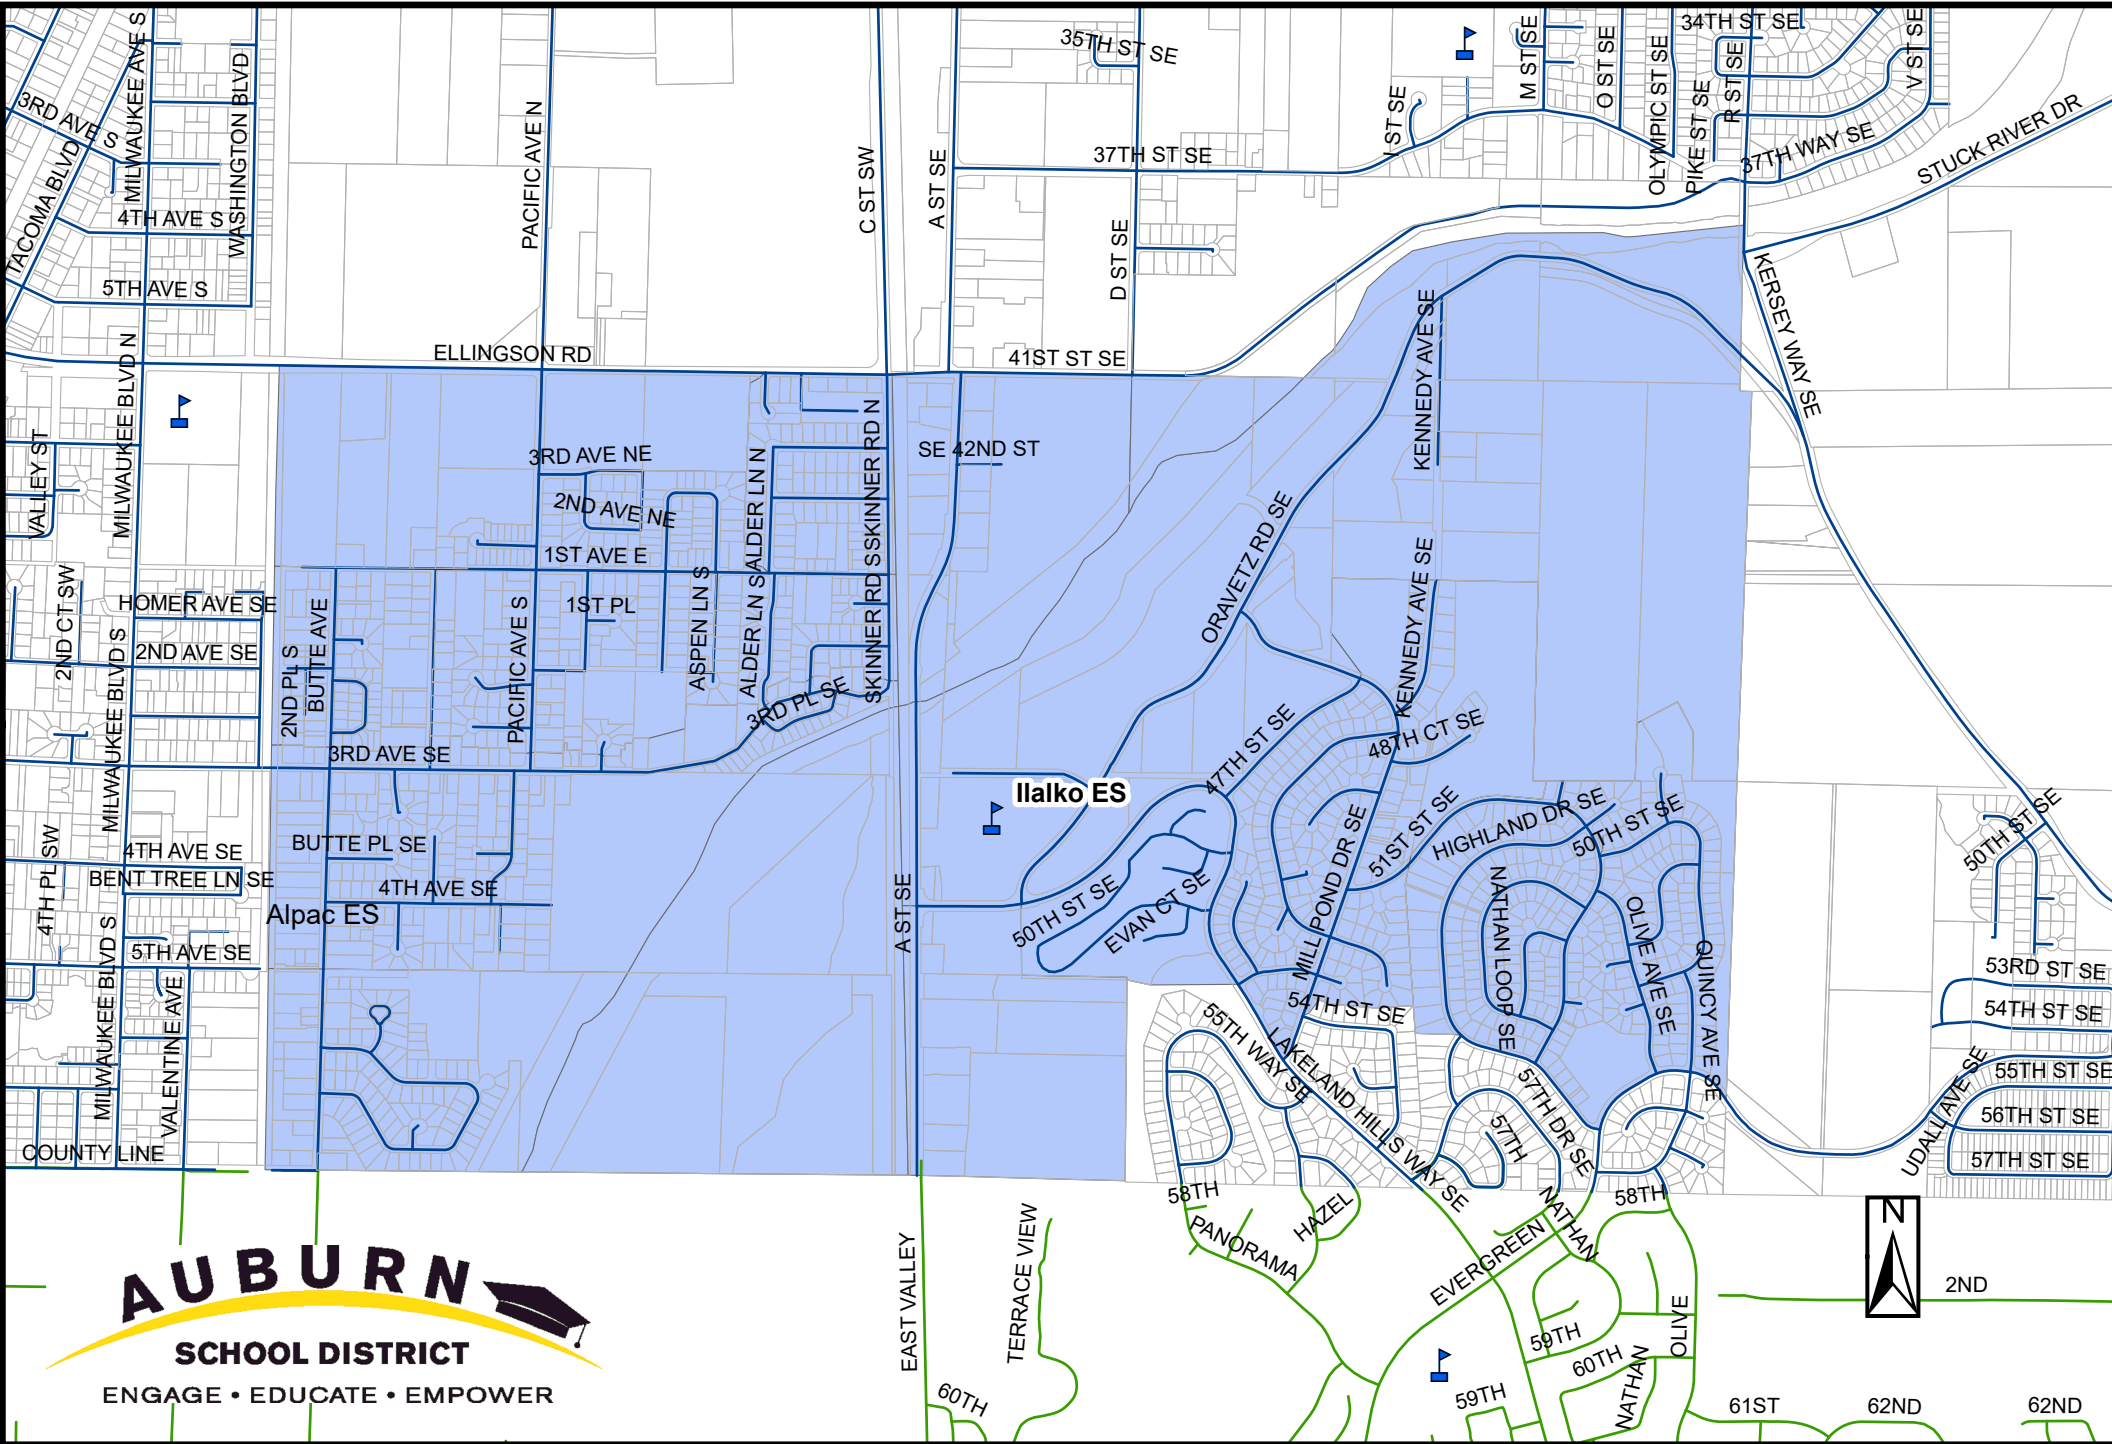 35TH ST SE
34TH ST SE
MILWAUKEE AVE S
WASHINGTON BLVD
3RD AVE S
TACOMA BLVD
4TH AVE S
5TH AVE S
PACIFIC AVE N
C ST SW
A ST SE
37TH ST SE
D ST SE
I ST SE
M ST SE
O ST SE
OLYMPIC ST SE
PIKE ST SE
R ST SE
V ST SE
37TH WAY SE
STUCK RIVER DR
KERSEY WAY SE
ELLINGSON RD
41ST ST SE
KENNEDY AVE SE
MILWAUKEE BLVD N
VALLEY ST
3RD AVE NE
2ND AVE NE
1ST AVE E
ALDER LN N
SKINNER RD N
SE 42ND ST
ORAVETZ RD SE
2ND CT SW
HOMER AVE SE
2ND AVE SE
MILWAUKEE BLVD S
2ND PL S
BUTTE AVE
1ST PL
PACIFIC AVE S
ASPEN LN S
ALDER LN S
SKINNER RD S
3RD PL SE
KENNEDY AVE SE
47TH ST SE
48TH CT SE
3RD AVE SE
Ilalko ES
MILL POND DR SE
51ST ST SE
HIGHLAND DR SE
50TH ST SE
50TH ST SE
BUTTE PL SE
4TH AVE SE
4TH PL SW
4TH AVE SE
BENT TREE LN SE
Alpac ES
5TH AVE SE
MILWAUKEE BLVD S
VALENTINE AVE
A ST SE
50TH ST SE
EVAN CT SE
NATHAN LOOP SE
OLIVE AVE SE
QUINCY AVE SE
54TH ST SE
55TH WAY SE
LAKELAND HILLS WAY SE
57TH DR SE
57TH
53RD ST SE
54TH ST SE
55TH ST SE
56TH ST SE
57TH ST SE
UDALL AVE SE
COUNTY LINE
58TH
PANORAMA
HAZEL
NATHAN
58TH
EVERGREEN
EAST VALLEY
TERRACE VIEW
60TH
59TH
60TH
59TH
NATHAN
OLIVE
N
2ND
61ST
62ND
62ND
AUBURN
SCHOOL DISTRICT
ENGAGE • EDUCATE • EMPOWER